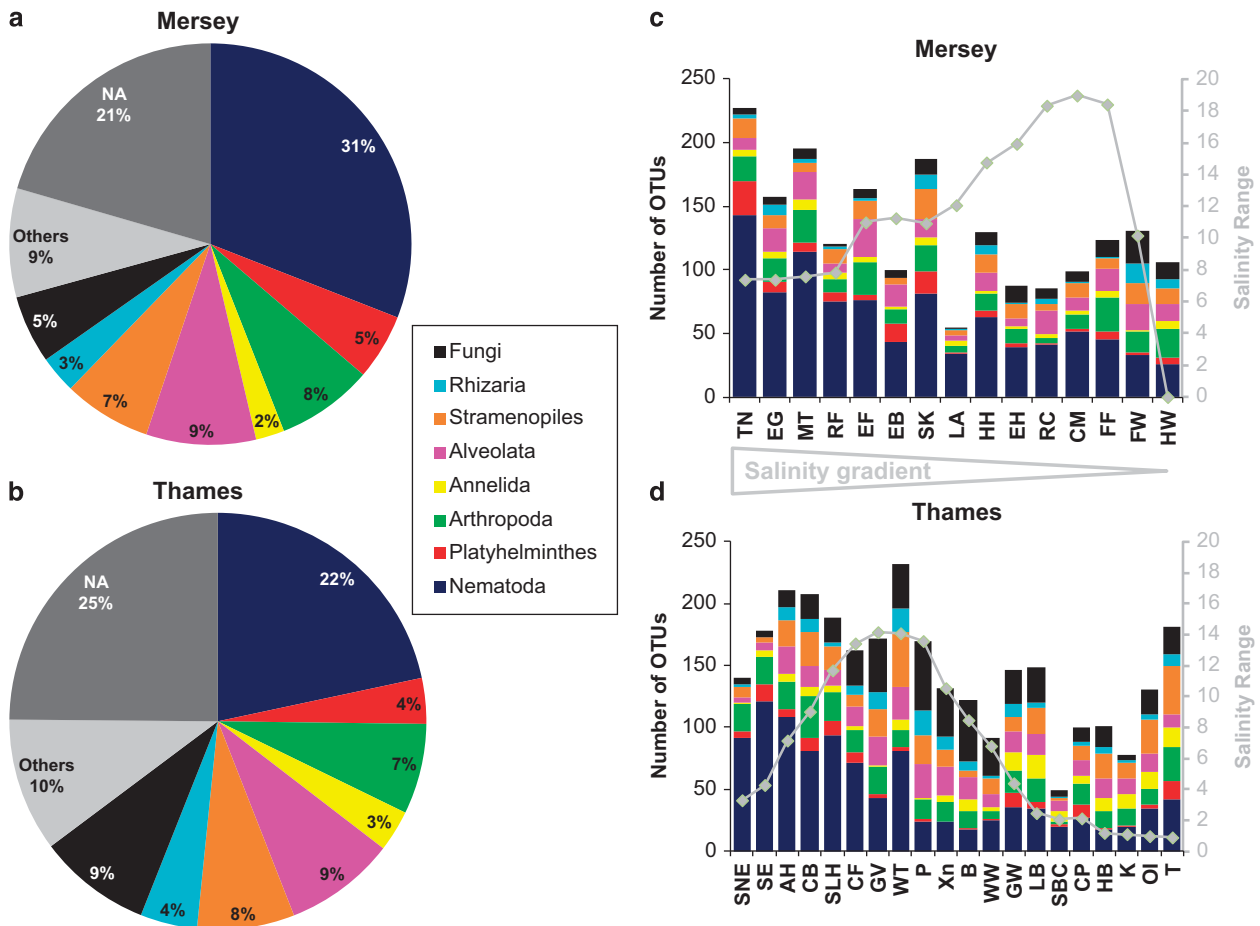 a
Mersey
NA
21%
31%
Others
9%
5%
5%
3%
8%
7%
2%
9%
b
Thames
NA
25%
22%
4%
Others
10%
7%
3%
9%
9%
4%
8%
Fungi
Rhizaria
Stramenopiles
Alveolata
Annelida
Arthropoda
Platyhelminthes
Nematoda
c
Mersey
Number of OTUs
250
200
150
100
50
0
Salinity Range
20
18
16
14
12
10
8
6
4
2
0
TN
EG
MT
RF
EF
EB
SK
LA
HH
EH
RC
CM
FF
FW
HW
Salinity gradient
d
Thames
Number of OTUs
250
200
150
100
50
0
Salinity Range
20
18
16
14
12
10
8
6
4
2
0
SNE
SE
AH
CB
SLH
CF
GV
WT
P
Xn
B
WW
GW
LB
SBC
CP
HB
K
OI
T